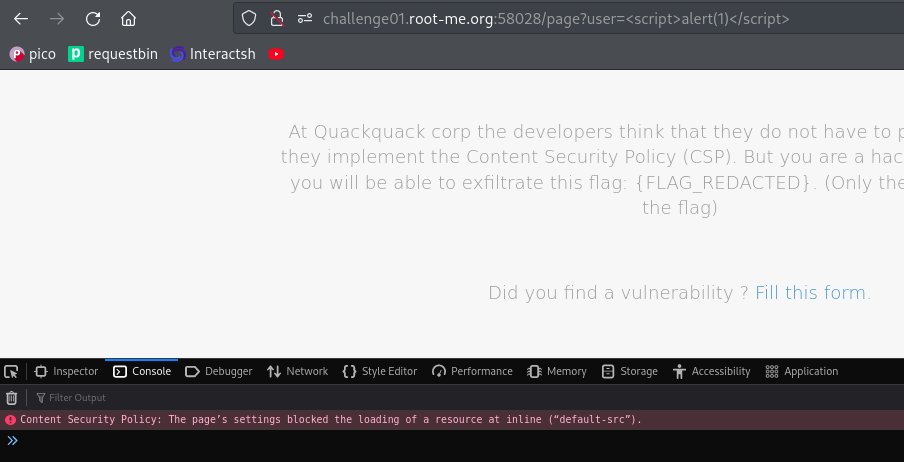 challenge01.root-me.org:58028/page?user=<script>alert(1)</script>
pico requestbin Interactsh
At Quackquack corp the developers think that they do not have to p
they implement the Content Security Policy (CSP). But you are a hac
you will be able to exfiltrate this flag: {FLAG_REDACTED}. (Only the
the flag)
Did you find a vulnerability ? Fill this form.
Inspector Console Debugger Network Style Editor Performance Memory Storage Accessibility Application
Filter Output
Content Security Policy: The page’s settings blocked the loading of a resource at inline (“default-src”).